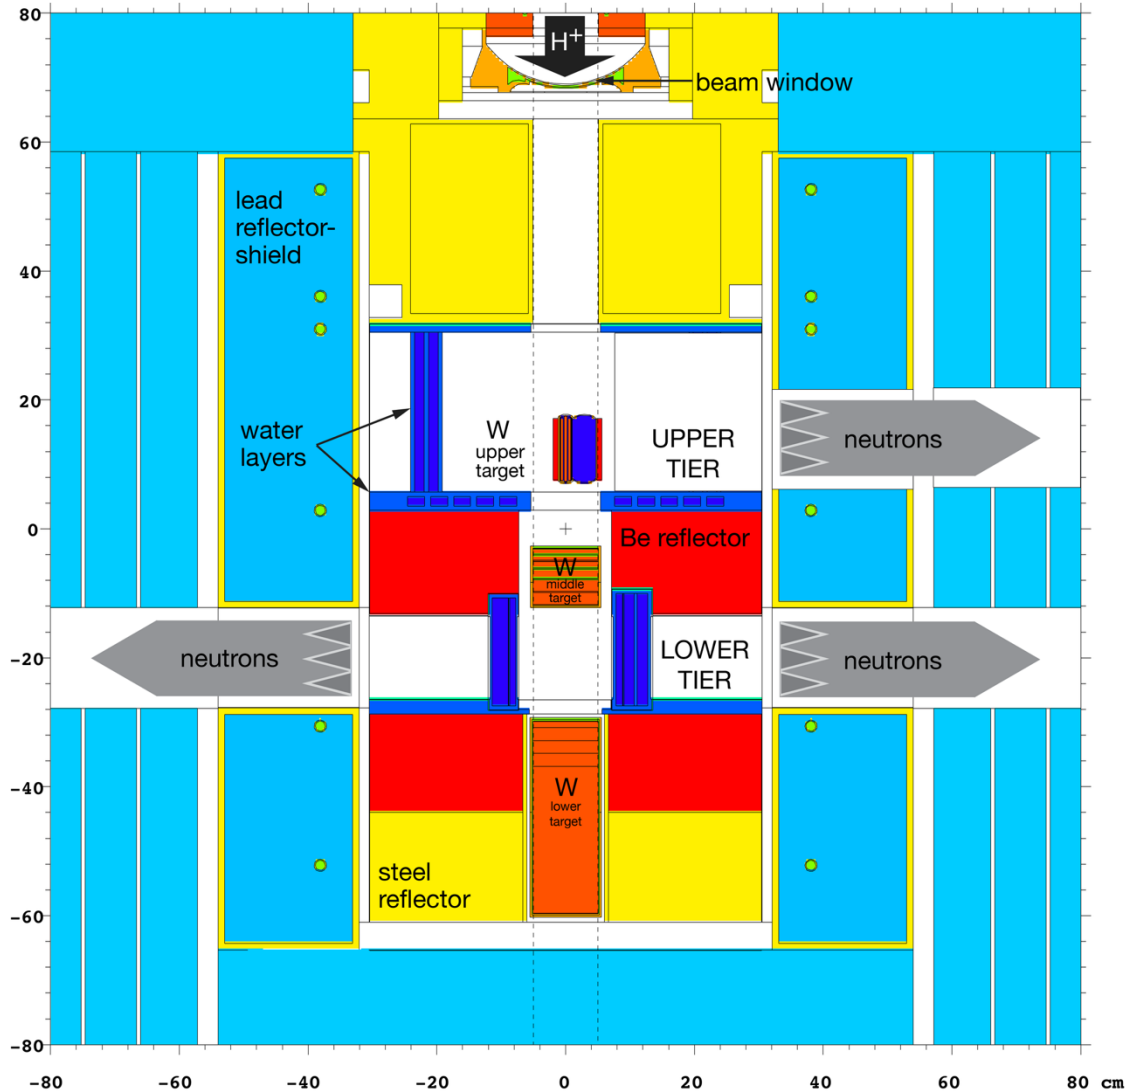 80
60
40
20
0
-20
-40
-60
-80
-80
-60
-40
-20
0
20
40
60
80 cm
H+
beam window
lead
reflector-
shield
water
layers
W
upper
target
UPPER
TIER
neutrons
Be reflector
W
middle
target
neutrons
LOWER
TIER
neutrons
W
lower
target
steel
reflector